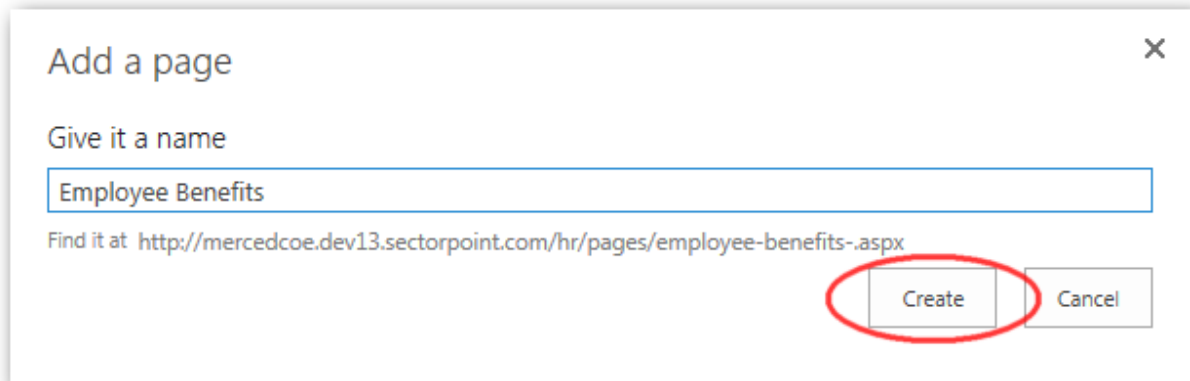 Add a page
Give it a name
Employee Benefits
Find it at http://mercedcoe.dev13.sectorpoint.com/hr/pages/employee-benefits-.aspx
Create Cancel